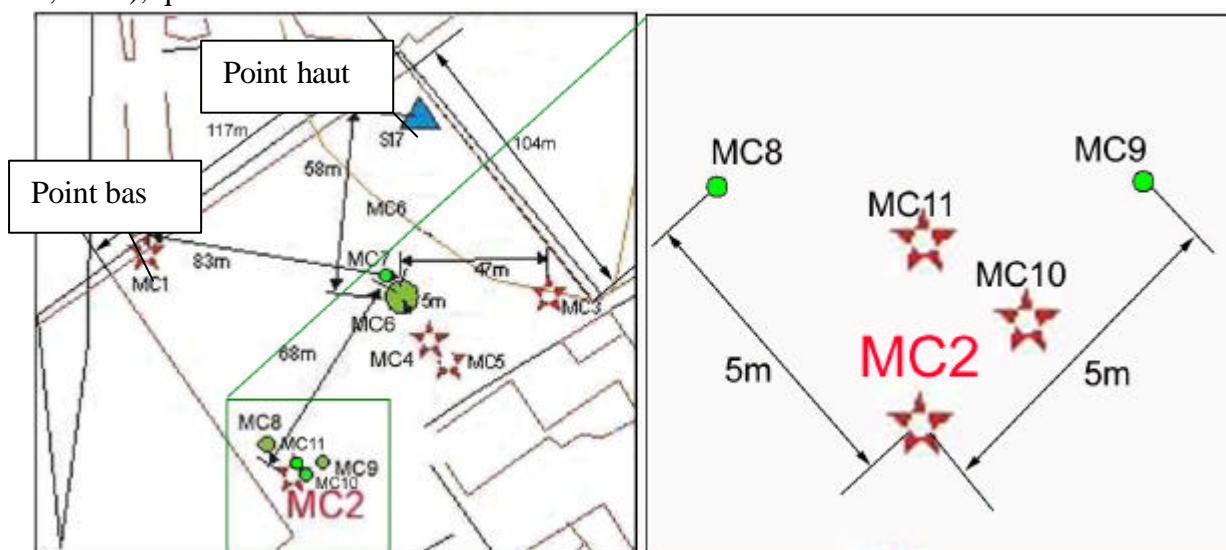 Point haut
117m
S17
104m
58m
Point bas
MC6
83m
MC7
47m
MC1
MC6
5m
MC3
68m
MC4
MC5
MC8
MC11
MC9
MC10
MC2
MC8
MC9
MC11
MC10
MC2
5m
5m